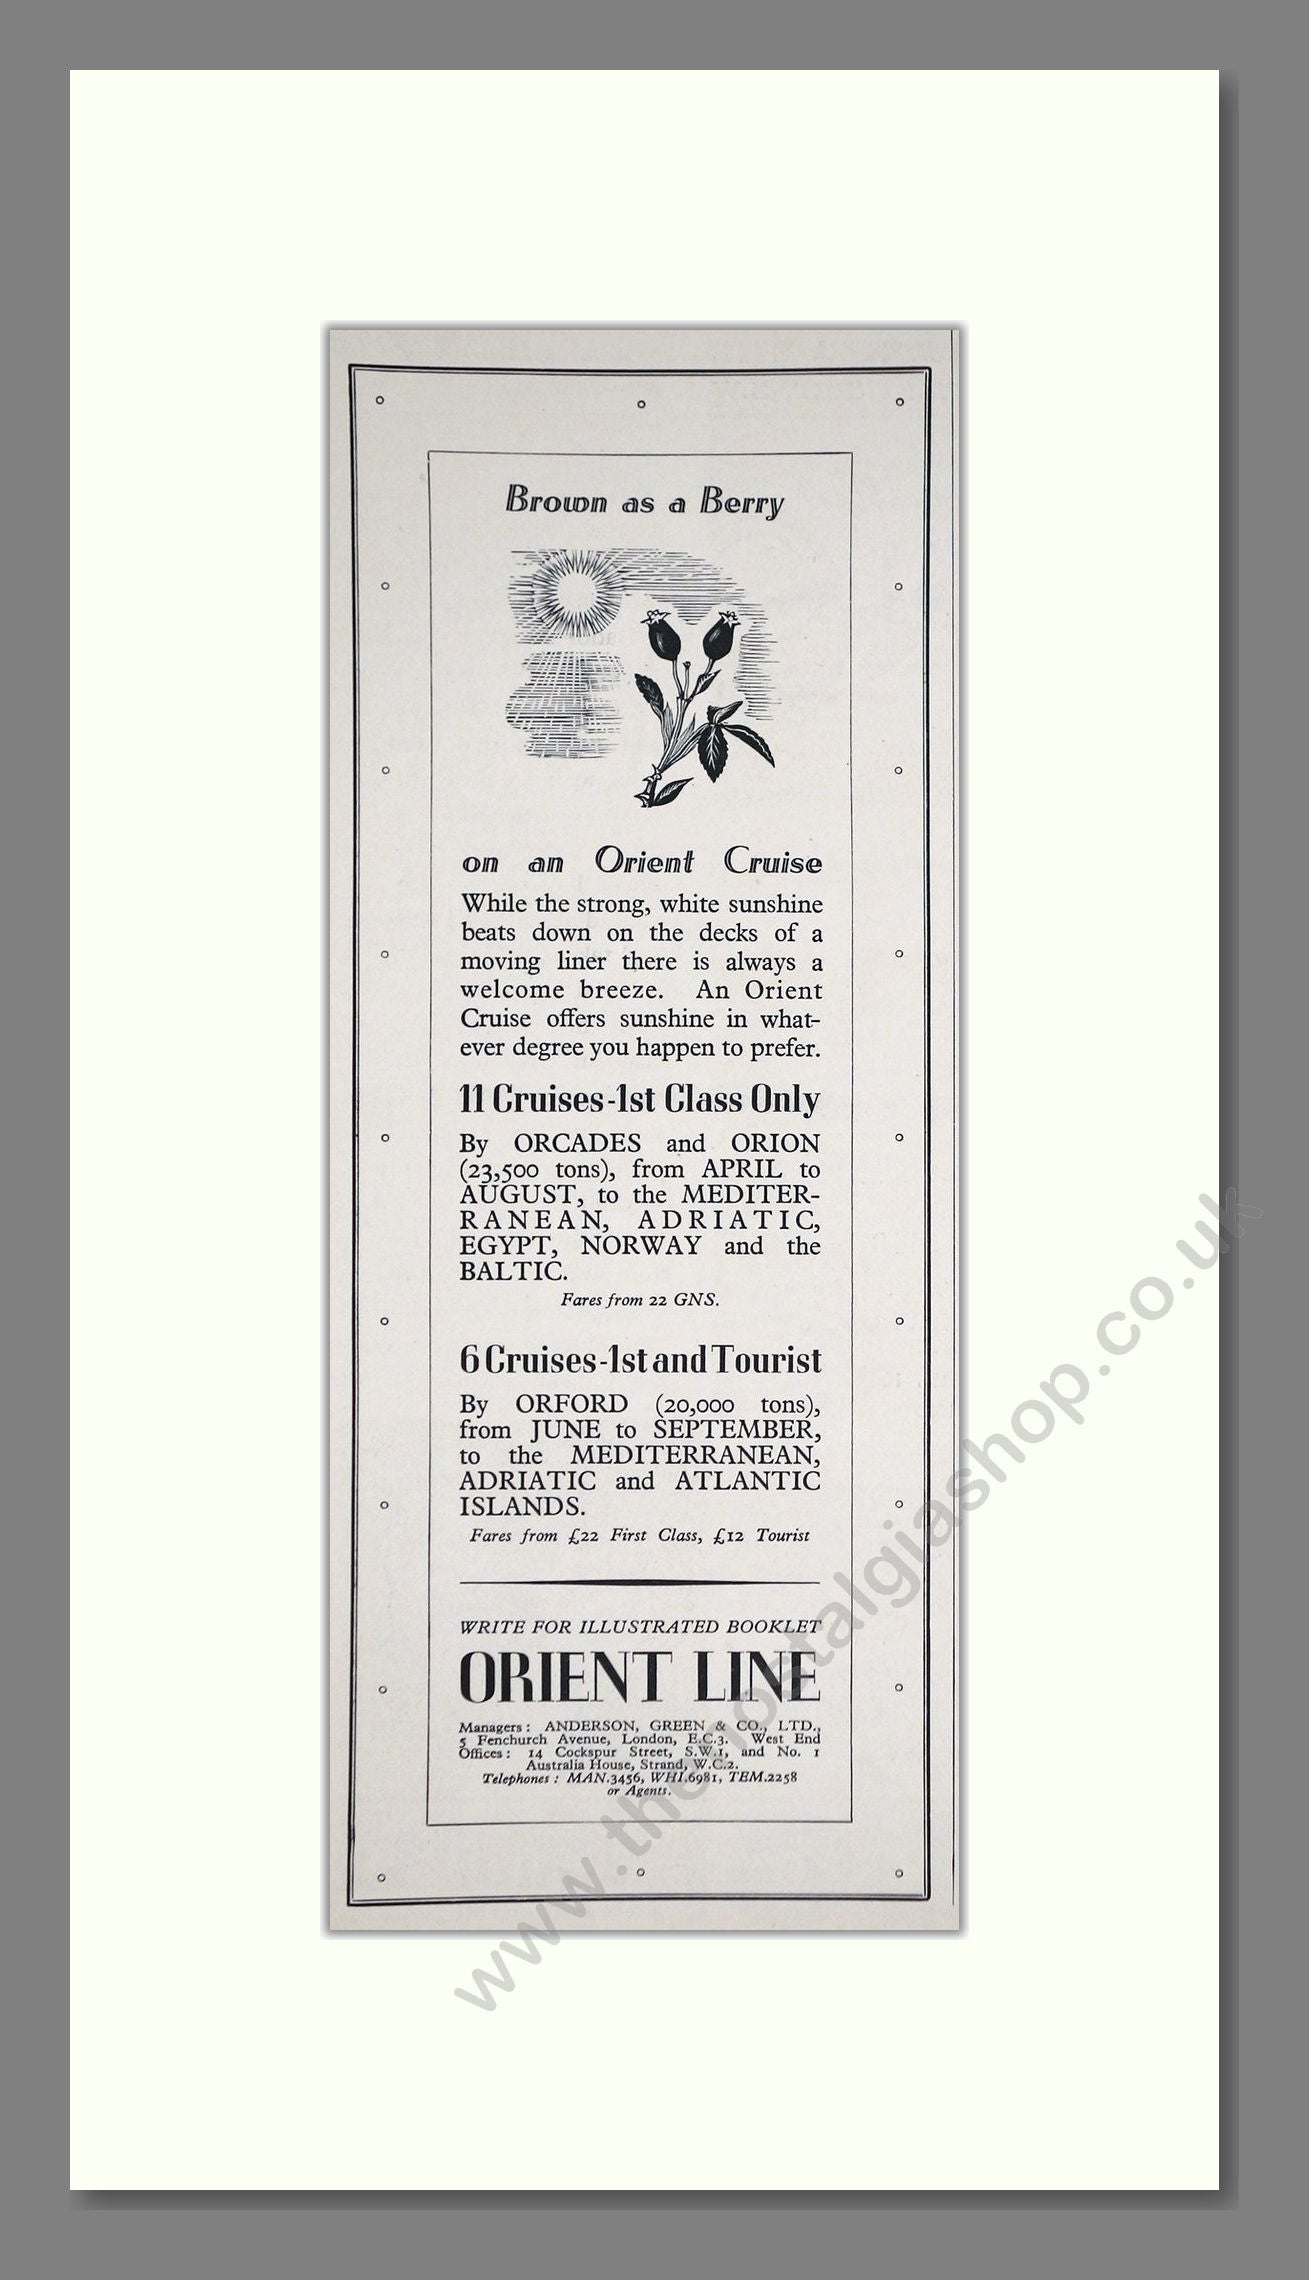 Brown as a Berry
on an Orient Cruise
While the strong, white sunshine
beats down on the decks of a
moving liner there is always a
welcome breeze. An Orient
Cruise offers sunshine in what-
ever degree you happen to prefer.
11 Cruises-1st Class Only
By ORCADES and ORION
(23,500 tons), from APRIL to
AUGUST, to the MEDITER-
RANEAN, ADRIATIC,
EGYPT, NORWAY and the
BALTIC.
Fares from 22 GNS.
6 Cruises-1st and Tourist
By ORFORD (20,000 tons),
from JUNE to SEPTEMBER,
to the MEDITERRANEAN,
ADRIATIC and ATLANTIC
ISLANDS.
Fares from £22 First Class, £12 Tourist
WRITE FOR ILLUSTRATED BOOKLET
ORIENT LINE
Managers: ANDERSON, GREEN & CO., LTD.,
5 Fenchurch Avenue, London, E.C.3. West End
Offices: 14 Cockspur Street, S.W.1, and No. 1
Australia House, Strand, W.C.2.
Telephones: MAN.3456, WHI.6981, TEM.2258
or Agents.
www.thenostalgiashop.co.uk